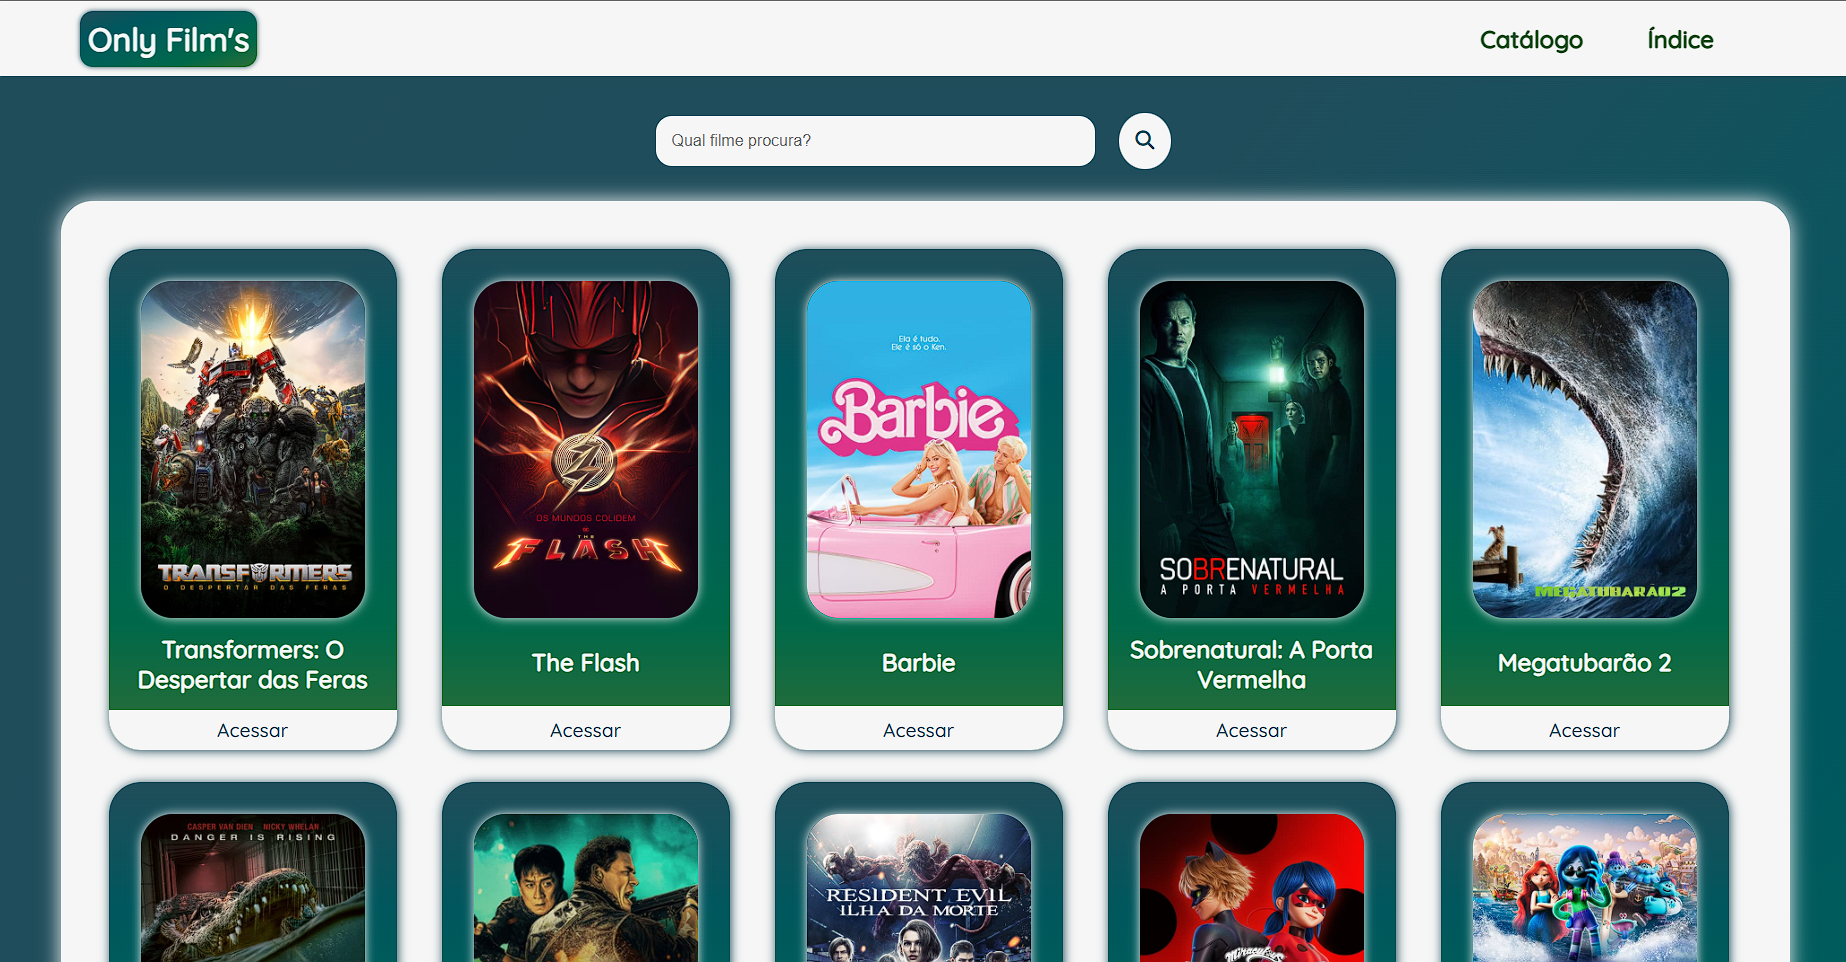 Only Film's
Catálogo
Índice
Qual filme procura?
TRANSFORMERS
O DESPERTAR DAS FERAS
Transformers: O
Despertar das Feras
Acessar
OS MUNDOS COLIDEM
THE
FLASH
The Flash
Acessar
Ela é tudo.
Ele é só o Ken.
Barbie
Barbie
Acessar
SOBRENATURAL
A PORTA VERMELHA
Sobrenatural: A Porta
Vermelha
Acessar
MEGATUBARÃO2
Megatubarão 2
Acessar
CASPER VAN DIEN NICKY WHELAN
DANGER IS RISING
RESIDENT EVIL
ILHA DA MORTE
MIRACULOUS